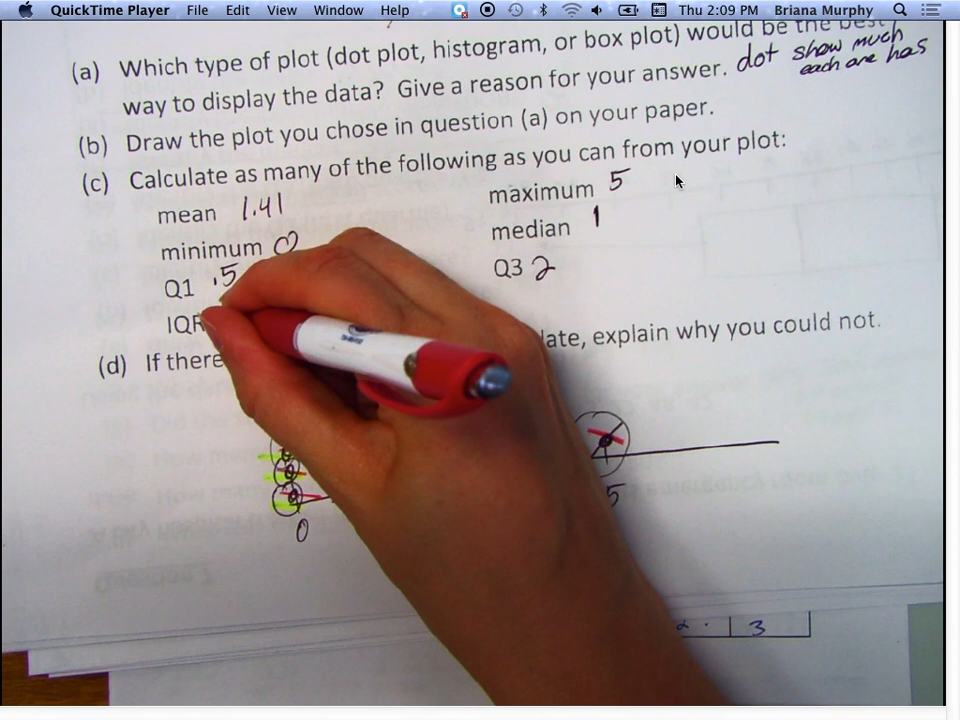 QuickTime Player File Edit View Window Help Thu 2:09 PM Briana Murphy
(a) Which type of plot (dot plot, histogram, or box plot) would be the best
way to display the data? Give a reason for your answer. dot show much
each are has
(b) Draw the plot you chose in question (a) on your paper.
(c) Calculate as many of the following as you can from your plot:
mean 1.41 maximum 5
minimum 0 median 1
Q1 .5 Q3 2
IQR
(d) If there late, explain why you could not.
0 5
3